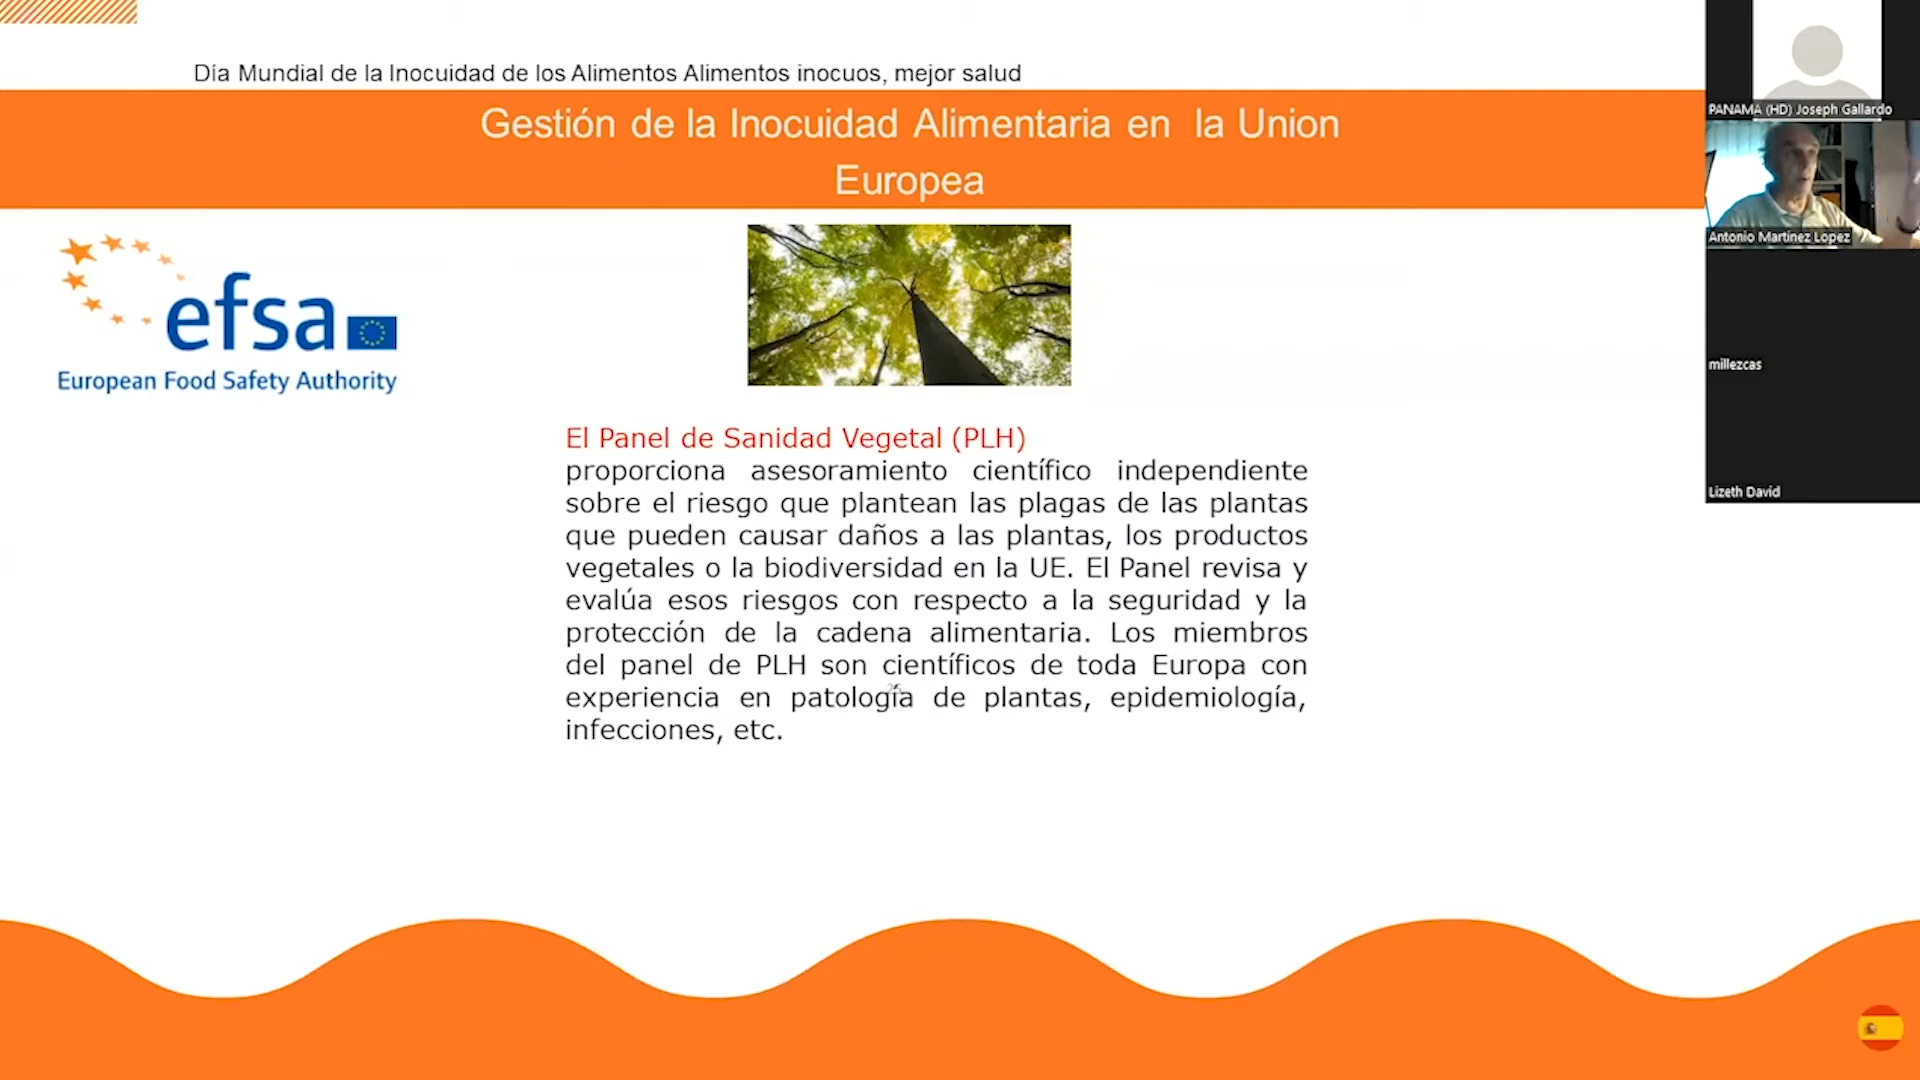 Día Mundial de la Inocuidad de los Alimentos Alimentos inocuos, mejor salud
Gestión de la Inocuidad Alimentaria en la Union
Europea
efsa
European Food Safety Authority
El Panel de Sanidad Vegetal (PLH)
proporciona asesoramiento científico independiente
sobre el riesgo que plantean las plagas de las plantas
que pueden causar daños a las plantas, los productos
vegetales o la biodiversidad en la UE. El Panel revisa y
evalúa esos riesgos con respecto a la seguridad y la
protección de la cadena alimentaria. Los miembros
del panel de PLH son científicos de toda Europa con
experiencia en patología de plantas, epidemiología,
infecciones, etc.
PANAMA (HD) Joseph Gallardo
Antonio Martinez Lopez
millezcas
Lizeth David